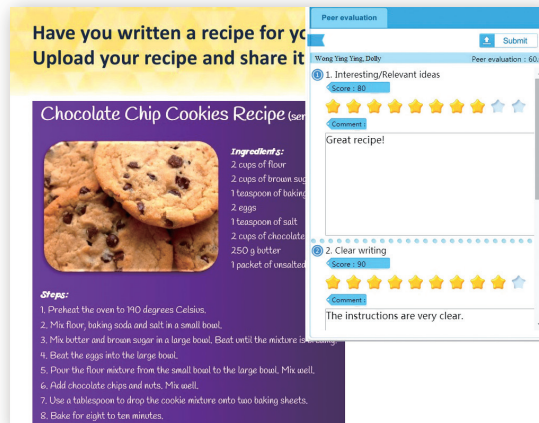 Have you written a recipe for yo
Upload your recipe and share it
Chocolate Chip Cookies Recipe (ser
Ingredients:
2 cups of flour
2 cups of brown sug
1 teaspoon of baking
2 eggs
1 teaspoon of salt
2 cups of chocolate
250 g butter
1 packet of unsalted
Steps:
1. Preheat the oven to 190 degrees Celsius.
2. Mix flour, baking soda and salt in a small bowl.
3. Mix butter and brown sugar in a large bowl. Beat until the mixture is creamy.
4. Beat the eggs into the large bowl.
5. Pour the flour mixture from the small bowl to the large bowl. Mix well.
6. Add chocolate chips and nuts. Mix well.
7. Use a tablespoon to drop the cookie mixture onto two baking sheets.
8. Bake for eight to ten minutes.
Peer evaluation
Submit
Wong Ying Ying, Dolly Peer evaluation : 60.
1 1. Interesting/Relevant ideas
Score : 80
Comment :
Great recipe!
2 2. Clear writing
Score : 90
Comment :
The instructions are very clear.